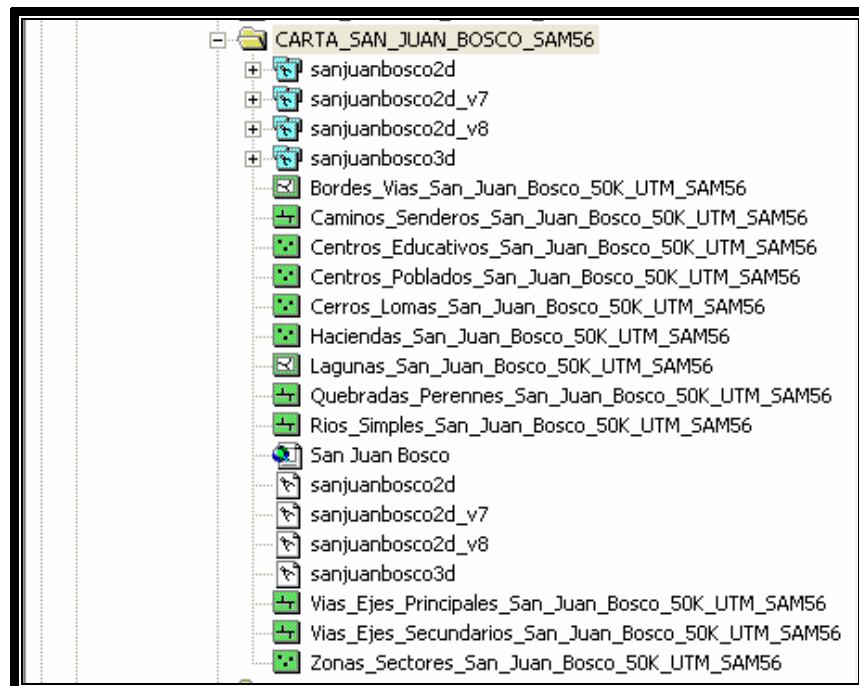 CARTA_SAN_JUAN_BOSCO_SAM56
sanjuanbosco2d
sanjuanbosco2d_v7
sanjuanbosco2d_v8
sanjuanbosco3d
Bordes_Vias_San_Juan_Bosco_50K_UTM_SAM56
Caminos_Senderos_San_Juan_Bosco_50K_UTM_SAM56
Centros_Educativos_San_Juan_Bosco_50K_UTM_SAM56
Centros_Poblados_San_Juan_Bosco_50K_UTM_SAM56
Cerros_Lomas_San_Juan_Bosco_50K_UTM_SAM56
Haciendas_San_Juan_Bosco_50K_UTM_SAM56
Lagunas_San_Juan_Bosco_50K_UTM_SAM56
Quebradas_Perennes_San_Juan_Bosco_50K_UTM_SAM56
Rios_Simples_San_Juan_Bosco_50K_UTM_SAM56
San Juan Bosco
sanjuanbosco2d
sanjuanbosco2d_v7
sanjuanbosco2d_v8
sanjuanbosco3d
Vias_Ejes_Principales_San_Juan_Bosco_50K_UTM_SAM56
Vias_Ejes_Secundarios_San_Juan_Bosco_50K_UTM_SAM56
Zonas_Sectores_San_Juan_Bosco_50K_UTM_SAM56